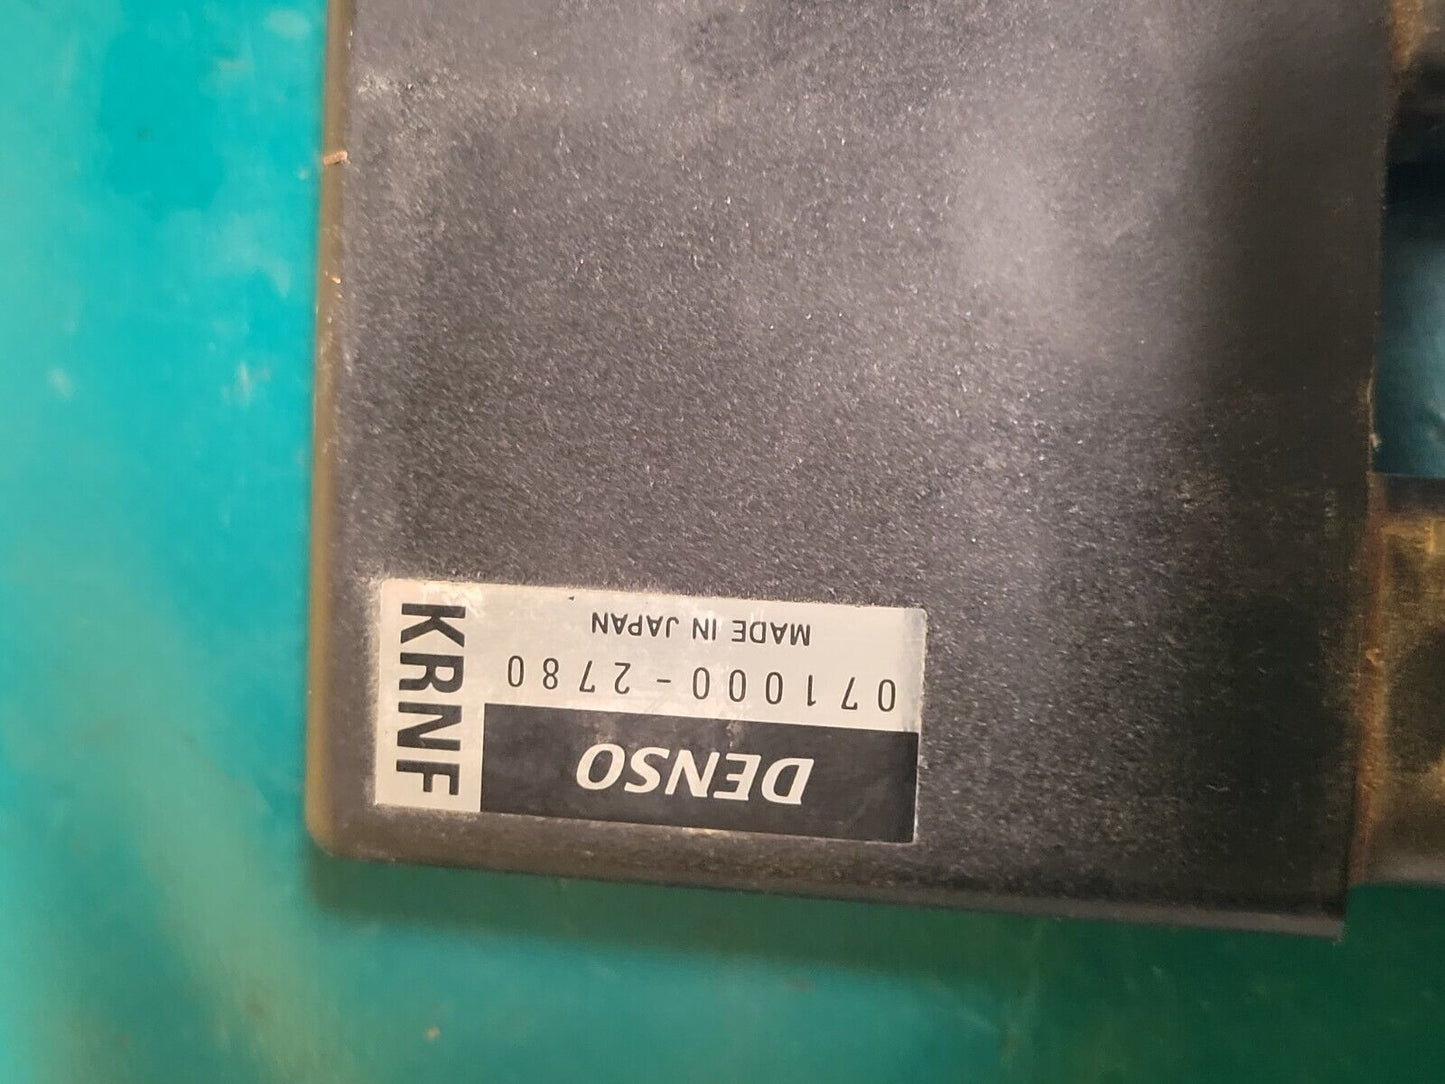 DENSO
071000-2780
MADE IN JAPAN
KRNF